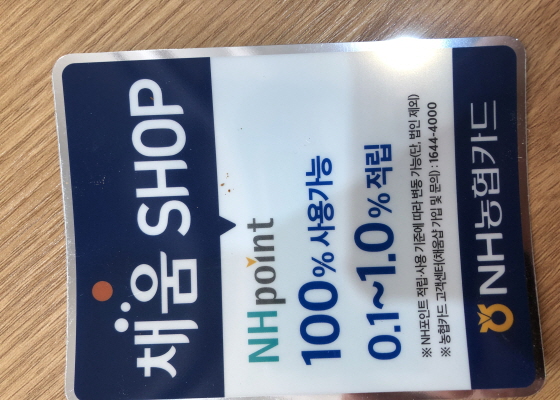 채움 SHOP
NHpoint
100% 사용가능
0.1~1.0% 적립
※ NH포인트 적립·사용 기준에 따라 변동 가능(단, 법인 제외)
※ 농협카드 고객센터(채움샵 가입 및 문의) : 1644-4000
NH농협카드